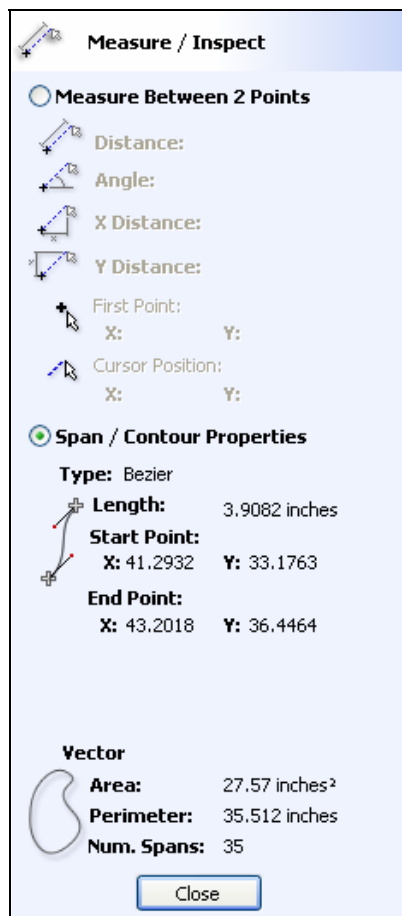 Measure / Inspect
Measure Between 2 Points
Distance:
Angle:
X Distance:
Y Distance:
First Point:
X: Y:
Cursor Position:
X: Y:
Span / Contour Properties
Type: Bezier
Length: 3.9082 inches
Start Point:
X: 41.2932 Y: 33.1763
End Point:
X: 43.2018 Y: 36.4464
Vector
Area: 27.57 inches²
Perimeter: 35.512 inches
Num. Spans: 35
Close